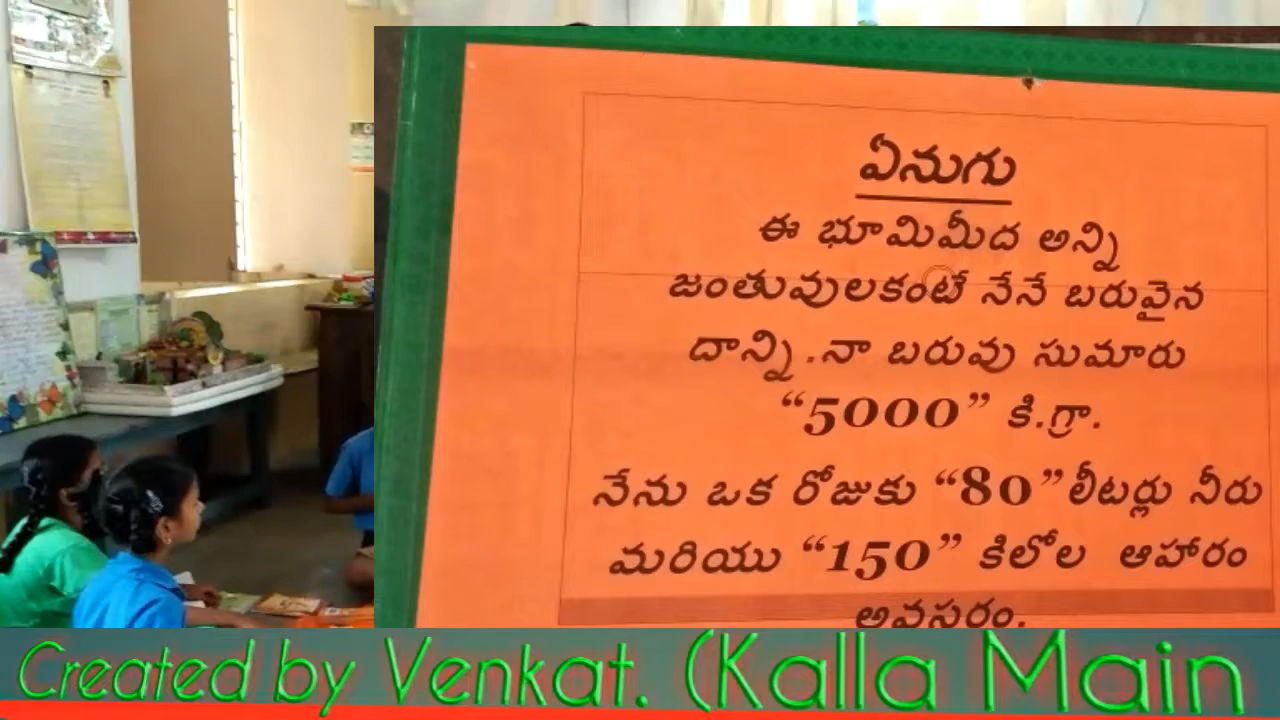 ఏనుగు
ఈ భూమిమీద అన్ని
జంతువులకంటే నేనే బరువైన
దాన్ని .నా బరువు సుమారు
“5000” కి.గ్రా.
నేను ఒక రోజుకు “80”లీటర్లు నీరు
మరియు “150” కిలోల ఆహారం
అవసరం.
Created by Venkat. (Kalla Main